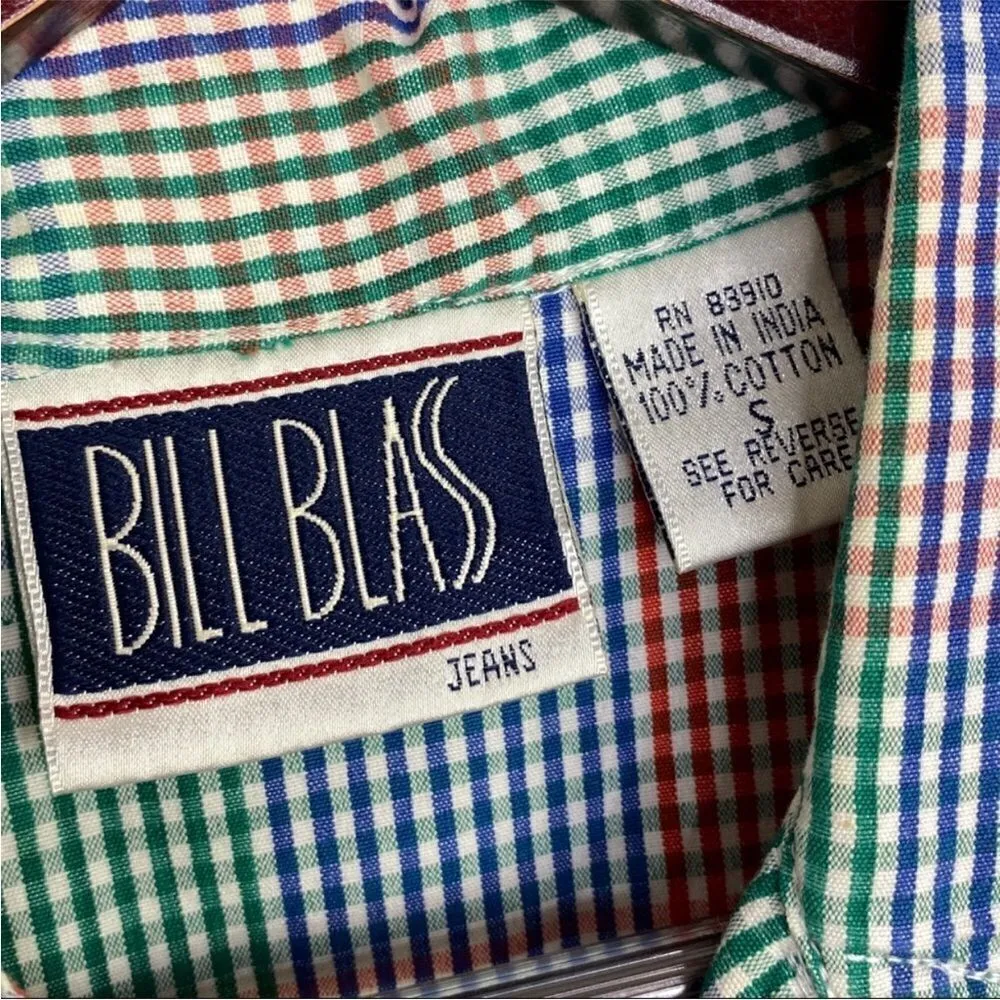 BILL BLASS
JEANS
RN 83910
MADE IN INDIA
100% COTTON
S
SEE REVERSE
FOR CARE